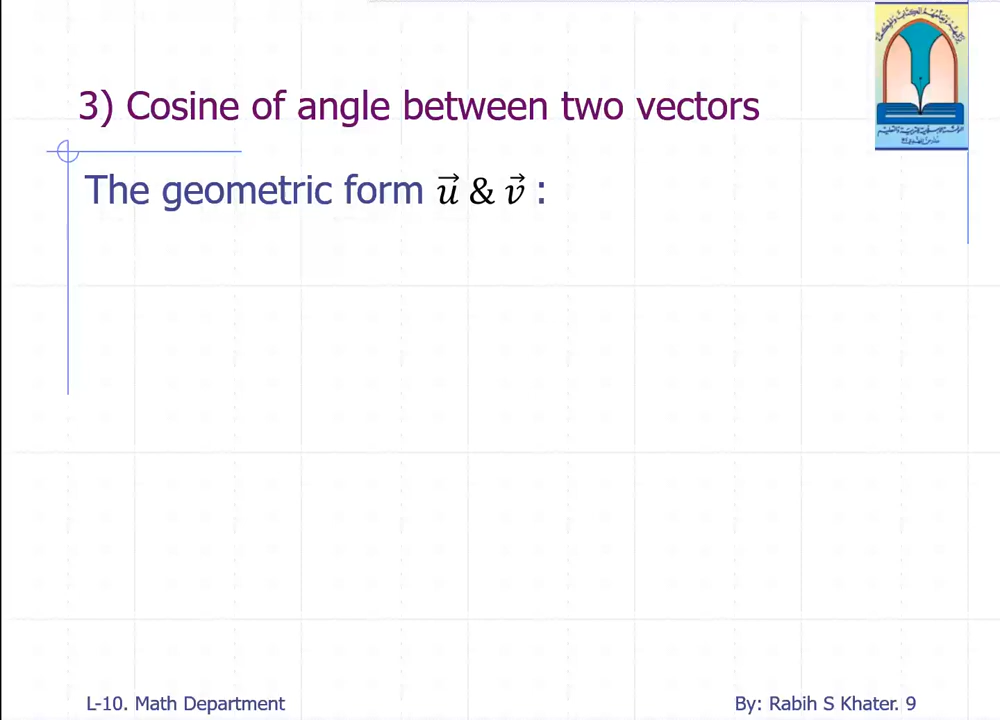 3) Cosine of angle between two vectors
The geometric form u⃗ & v⃗ :
L-10. Math Department
By: Rabih S Khater. 9